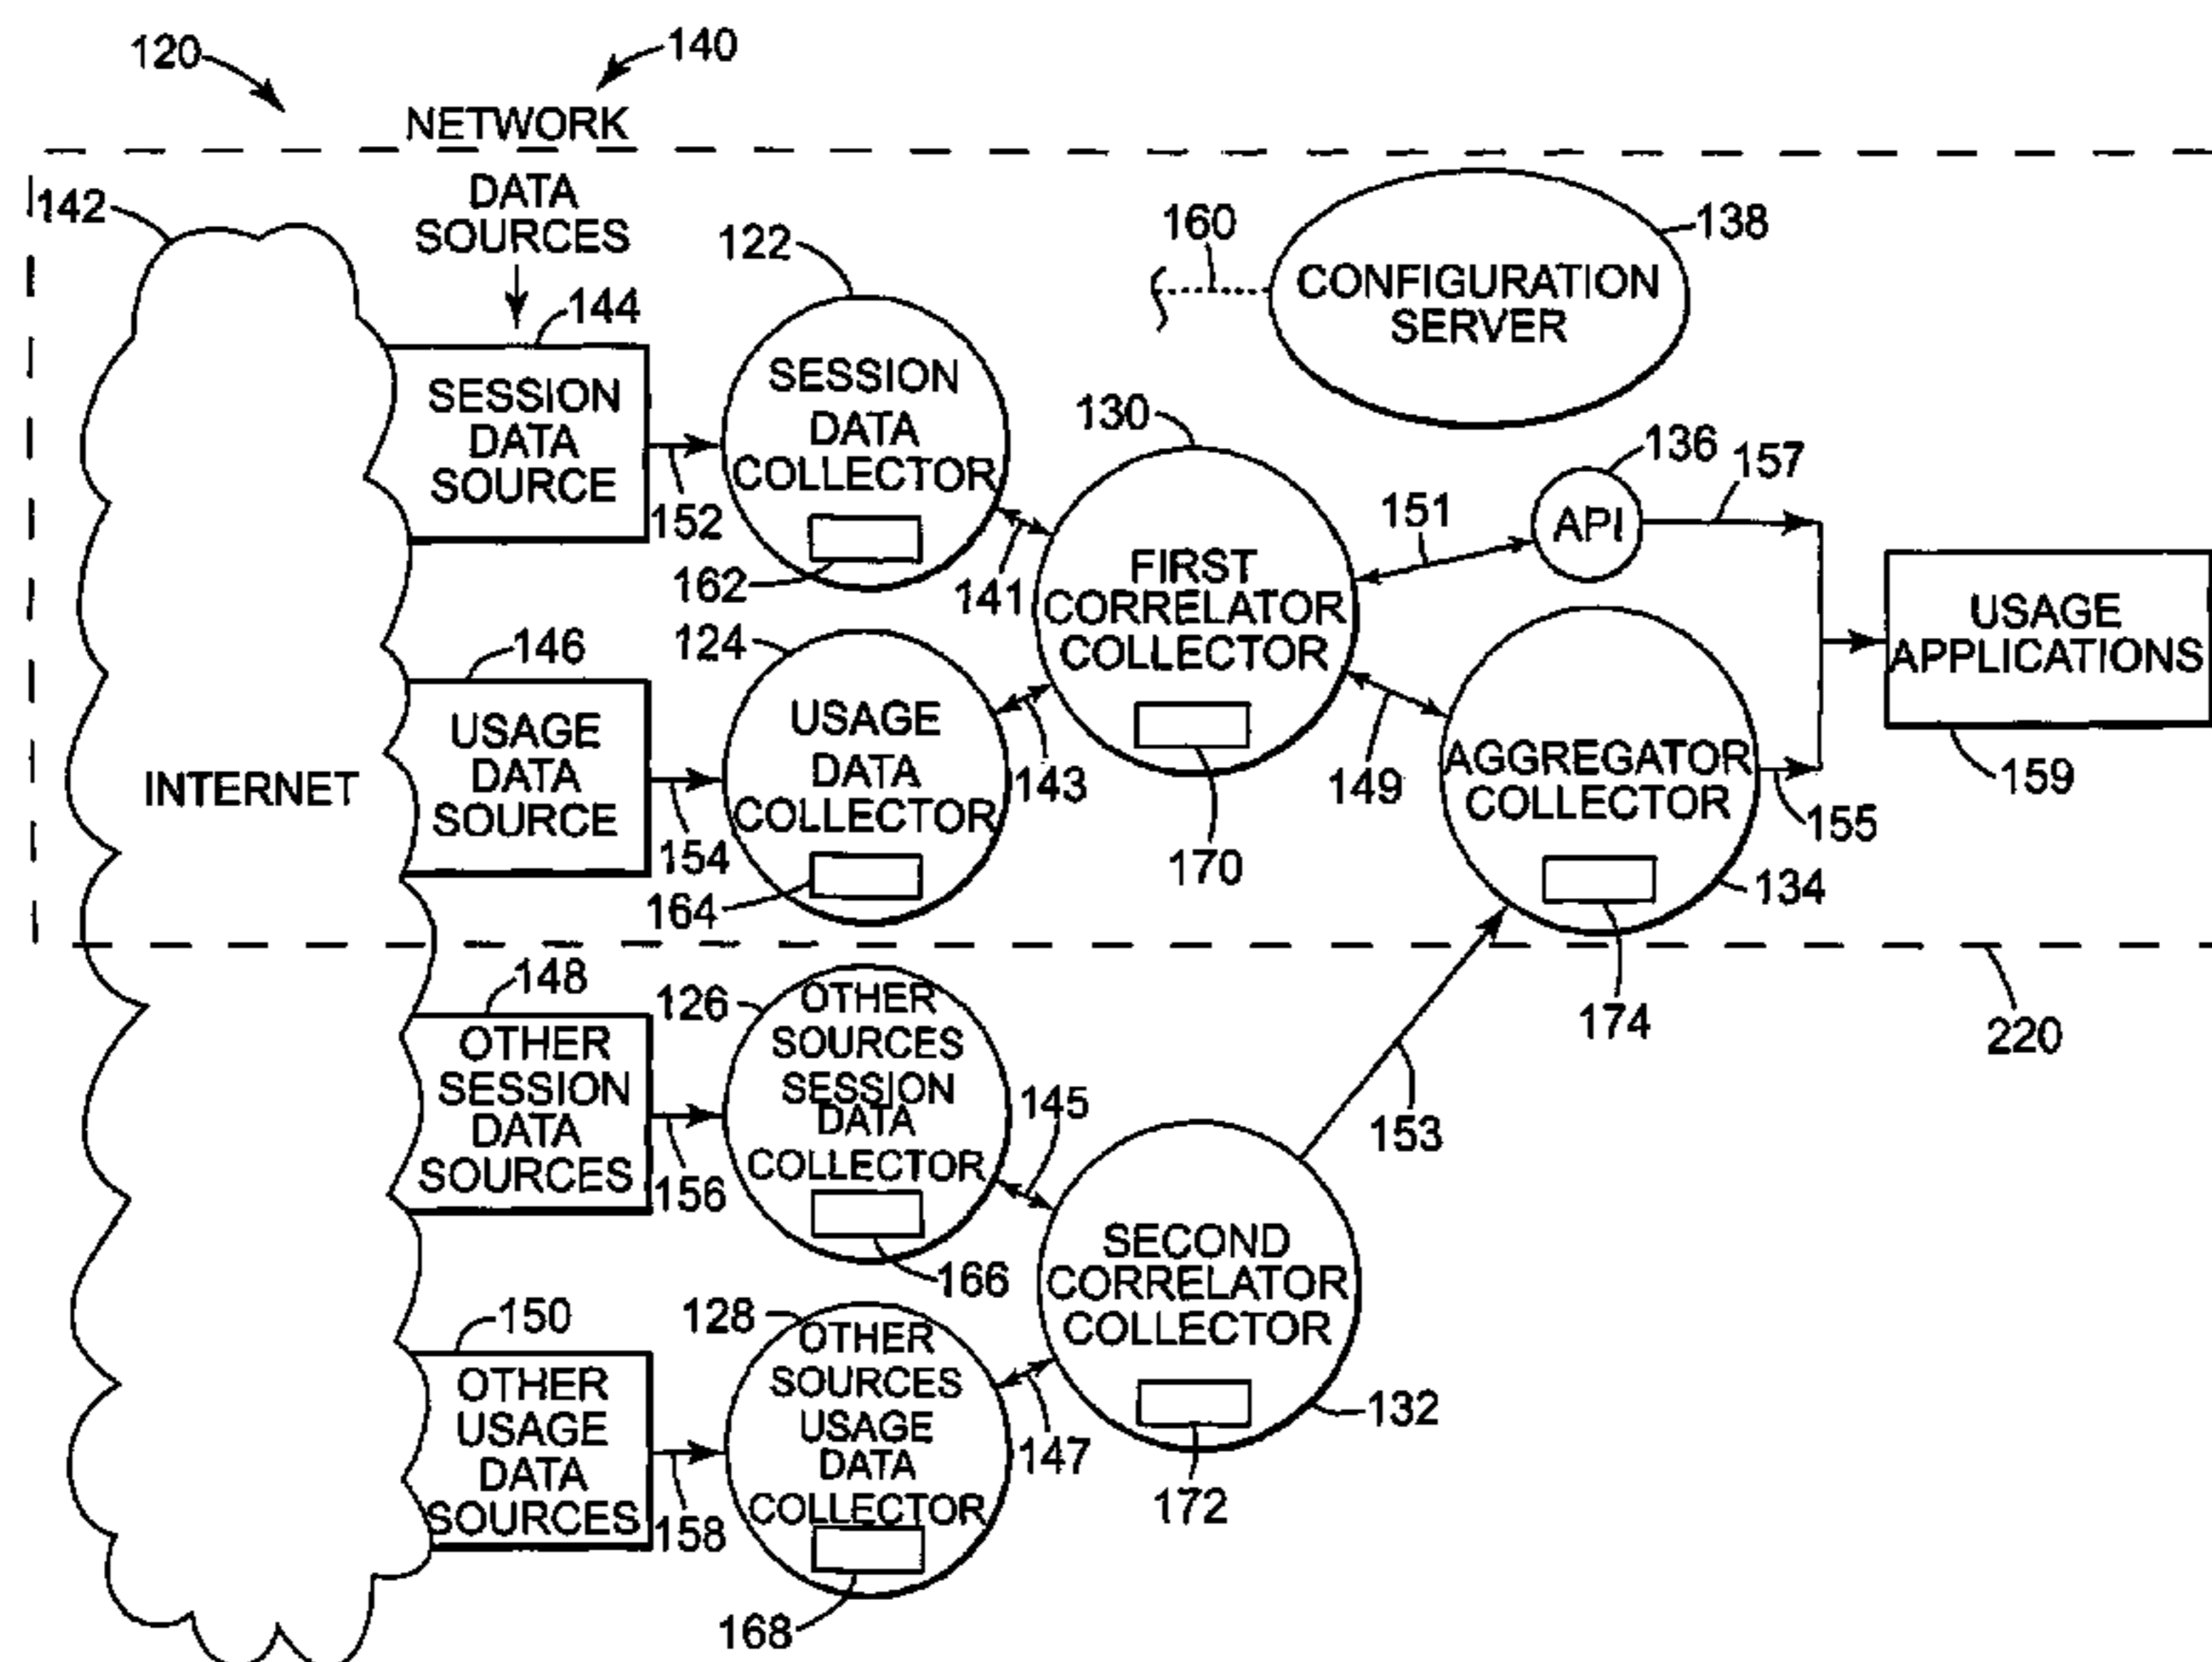 120
140
NETWORK
DATA
SOURCES
142
144
SESSION
DATA
SOURCE
152
122
SESSION
DATA
COLLECTOR
162
141
160
138
CONFIGURATION
SERVER
130
FIRST
CORRELATOR
COLLECTOR
170
151
136
API
157
USAGE
APPLICATIONS
159
INTERNET
146
USAGE
DATA
SOURCE
154
124
USAGE
DATA
COLLECTOR
164
143
149
AGGREGATOR
COLLECTOR
155
134
174
220
148
OTHER
SESSION
DATA
SOURCES
156
126
OTHER
SOURCES
SESSION
DATA
COLLECTOR
166
145
153
SECOND
CORRELATOR
COLLECTOR
132
172
150
OTHER
USAGE
DATA
SOURCES
158
128
OTHER
SOURCES
USAGE
DATA
COLLECTOR
168
147